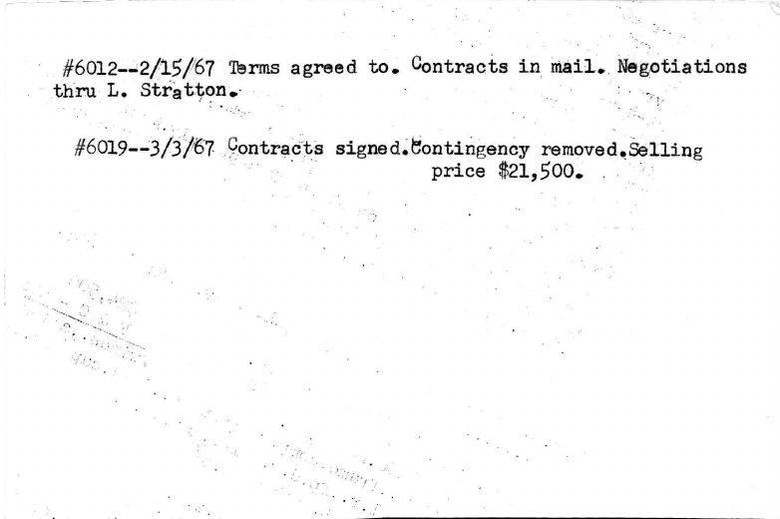 #6012--2/15/67 Terms agreed to. Contracts in mail. Negotiations
thru L. Stratton.
#6019--3/3/67 Contracts signed.Contingency removed.Selling
price $21,500.